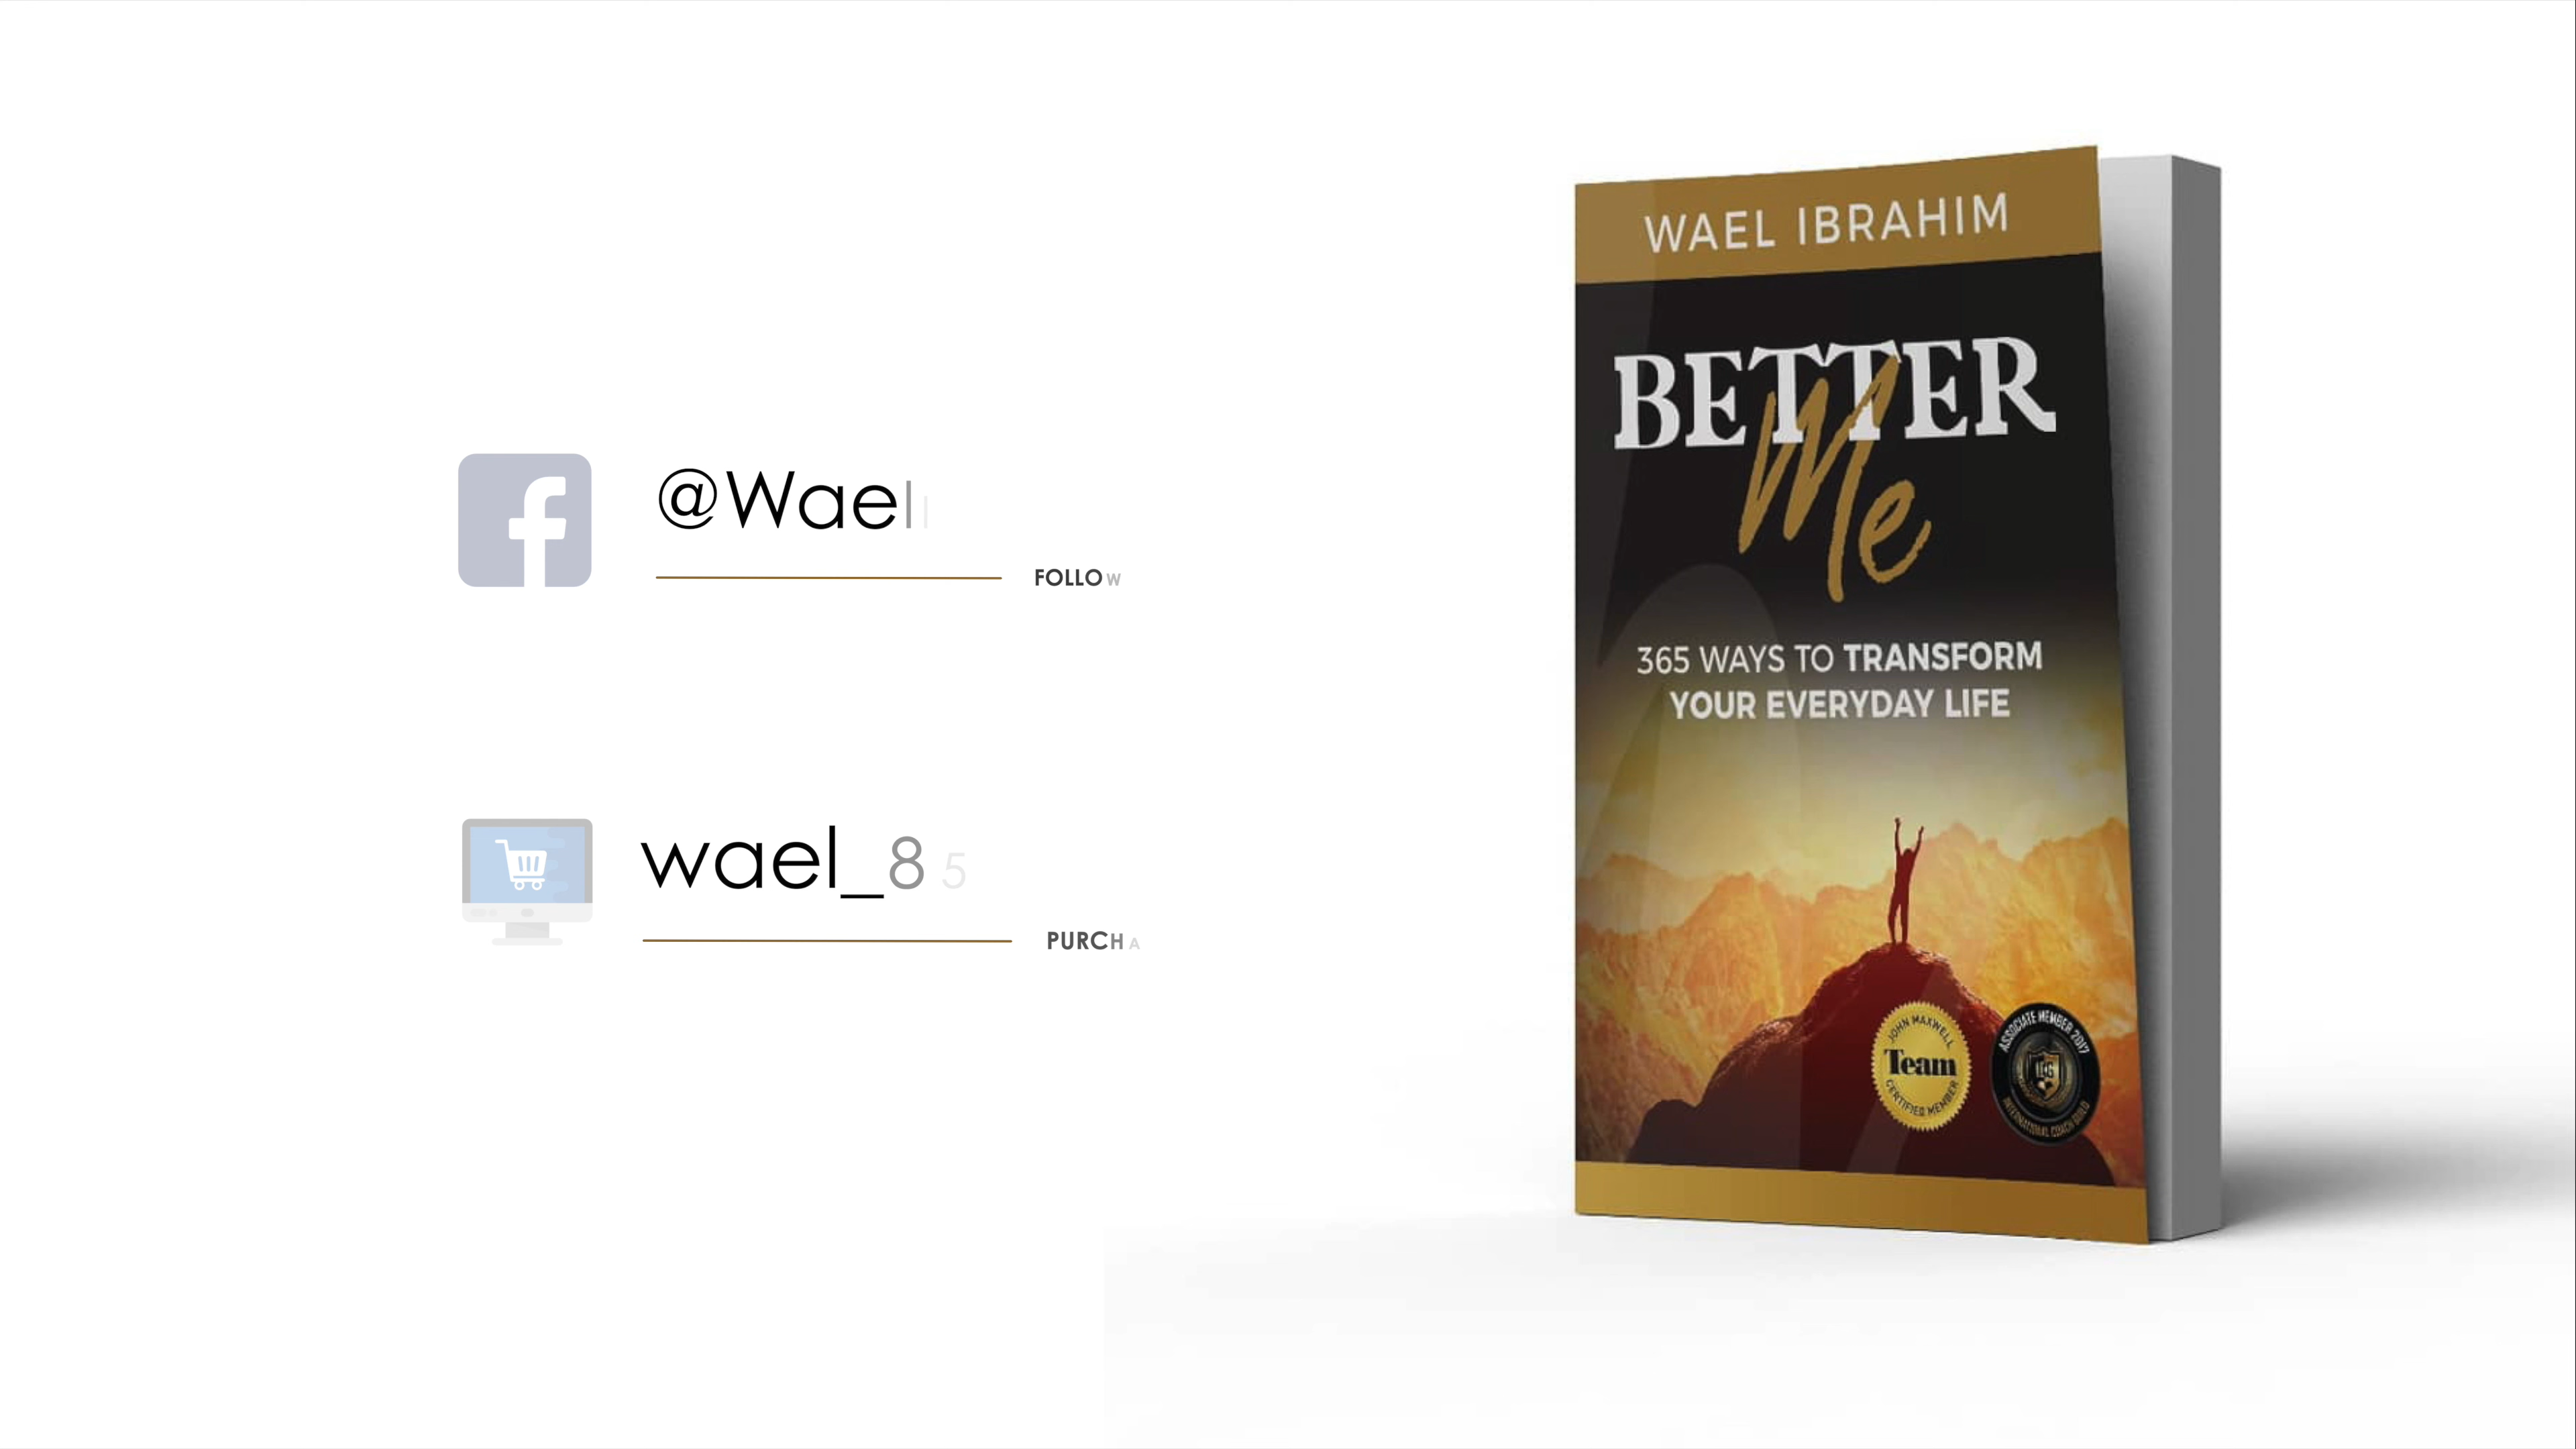 @Wael
FOLLOW
wael_85
PURCHA
WAEL IBRAHIM
BETTER
Me
365 WAYS TO TRANSFORM
YOUR EVERYDAY LIFE
JOHN MAXWELL
Team
CERTIFIED MEMBER
ASSOCIATE MEMBER 2017
INTERNATIONAL COACH GUILD